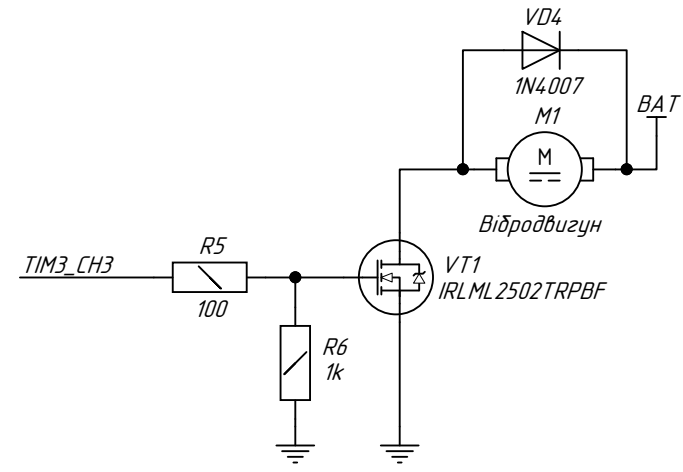 VD4
1N4007
BAT
M1
M
Вібродвигун
TIM3_CH3
R5
100
VT1
IRLML2502TRPBF
R6
1k